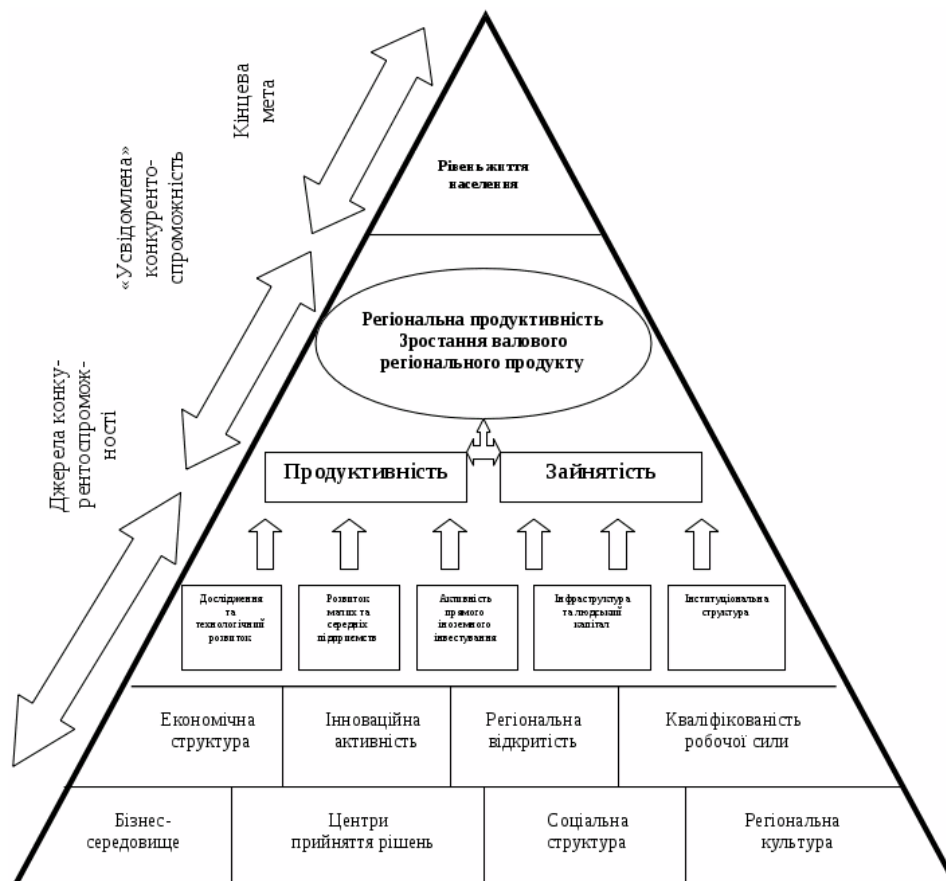 Кінцева
мета
«Усвідомлена»
конкуренто-
спроможність
Джерела конку-
рентоспромож-
ності
Рівень життя
населення
Регіональна продуктивність
Зростання валового
регіонального продукту
Продуктивність
Зайнятість
Дослідження
та
технологічний
розвиток
Розвиток
малих та
середніх
підприємств
Активність
прямого
іноземного
інвестування
Інфраструктура
та людський
капітал
Інституціональна
структура
Економічна
структура
Інноваційна
активність
Регіональна
відкритість
Кваліфікованість
робочої сили
Бізнес-
середовище
Центри
прийняття рішень
Соціальна
структура
Регіональна
культура